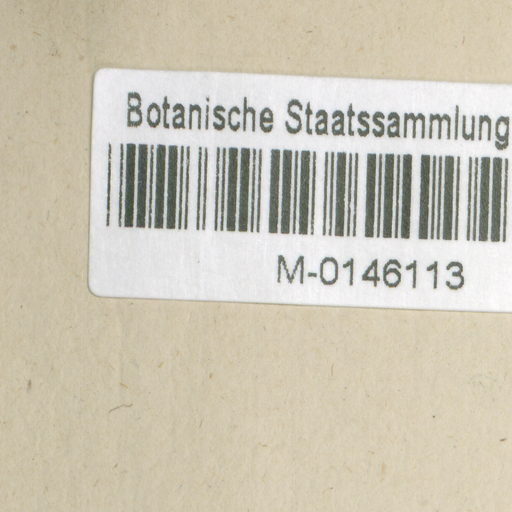 Botanische Staatssammlung
M-0146113